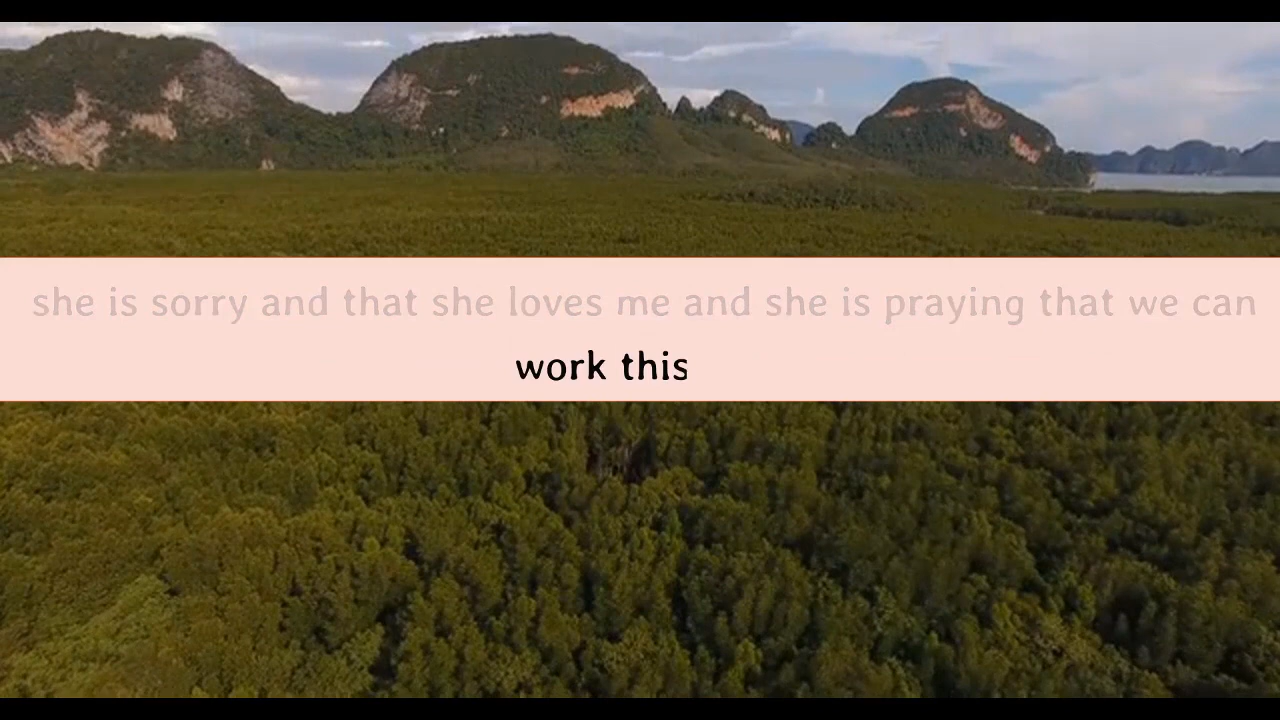 she is sorry and that she loves me and she is praying that we can
work this